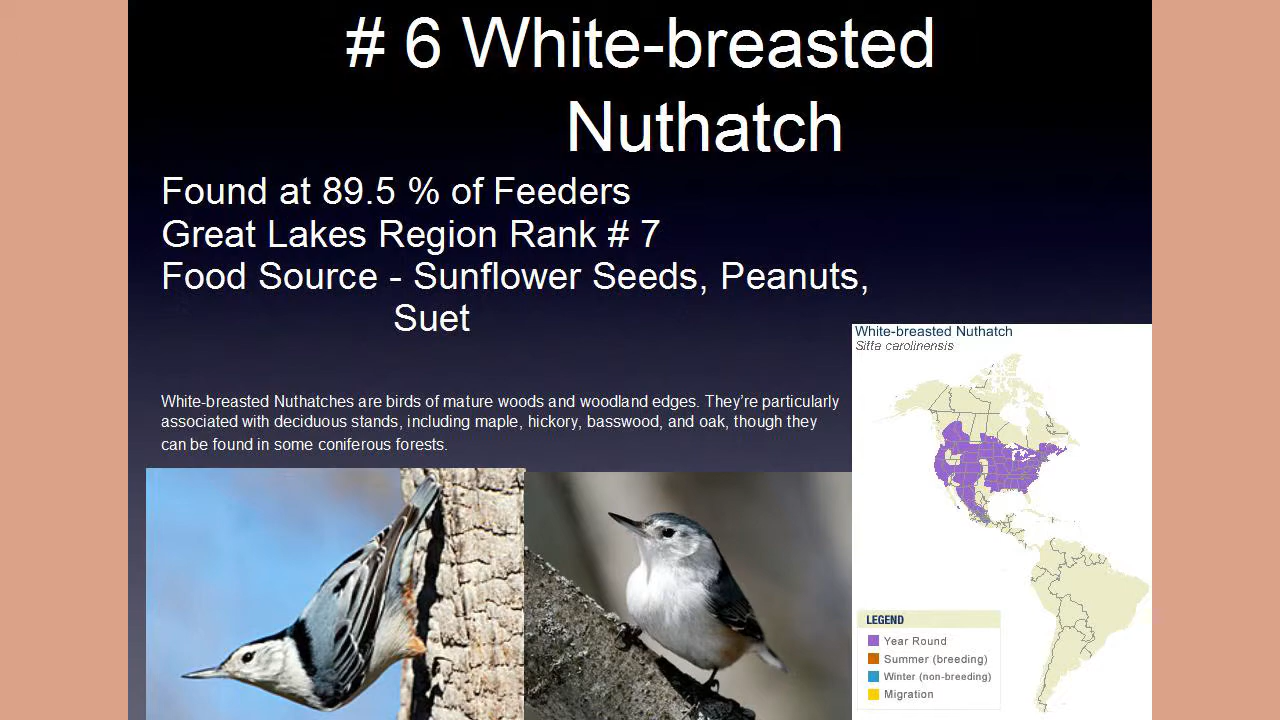 # 6 White-breasted
Nuthatch
Found at 89.5 % of Feeders
Great Lakes Region Rank # 7
Food Source - Sunflower Seeds, Peanuts,
Suet
White-breasted Nuthatches are birds of mature woods and woodland edges. They’re particularly
associated with deciduous stands, including maple, hickory, basswood, and oak, though they
can be found in some coniferous forests.
White-breasted Nuthatch
Sitta carolinensis
LEGEND
Year Round
Summer (breeding)
Winter (non-breeding)
Migration